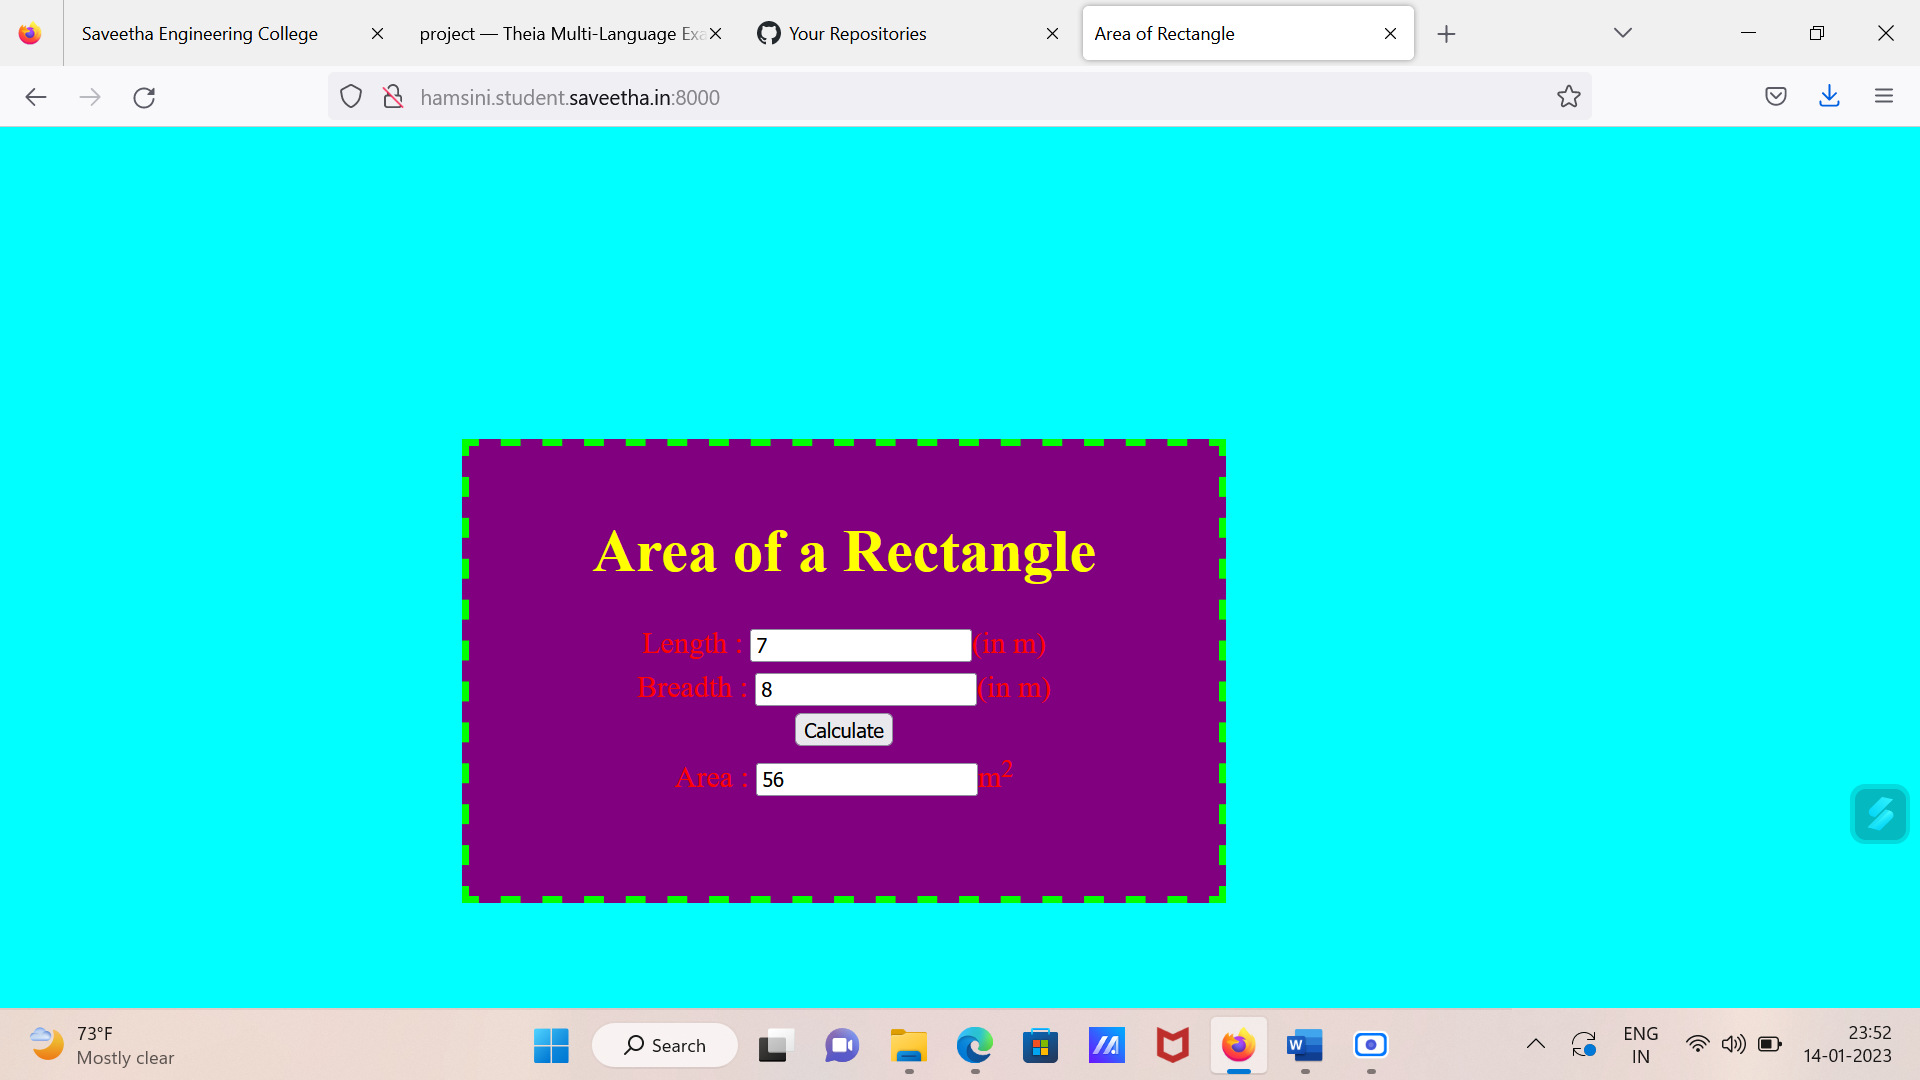 Saveetha Engineering College
project — Theia Multi-Language Exa
Your Repositories
Area of Rectangle
hamsini.student.saveetha.in:8000
Area of a Rectangle
Length : 7 (in m)
Breadth : 8 (in m)
Calculate
Area : 56 m²
73°F
Mostly clear
Search
W
ENG
IN
23:52
14-01-2023